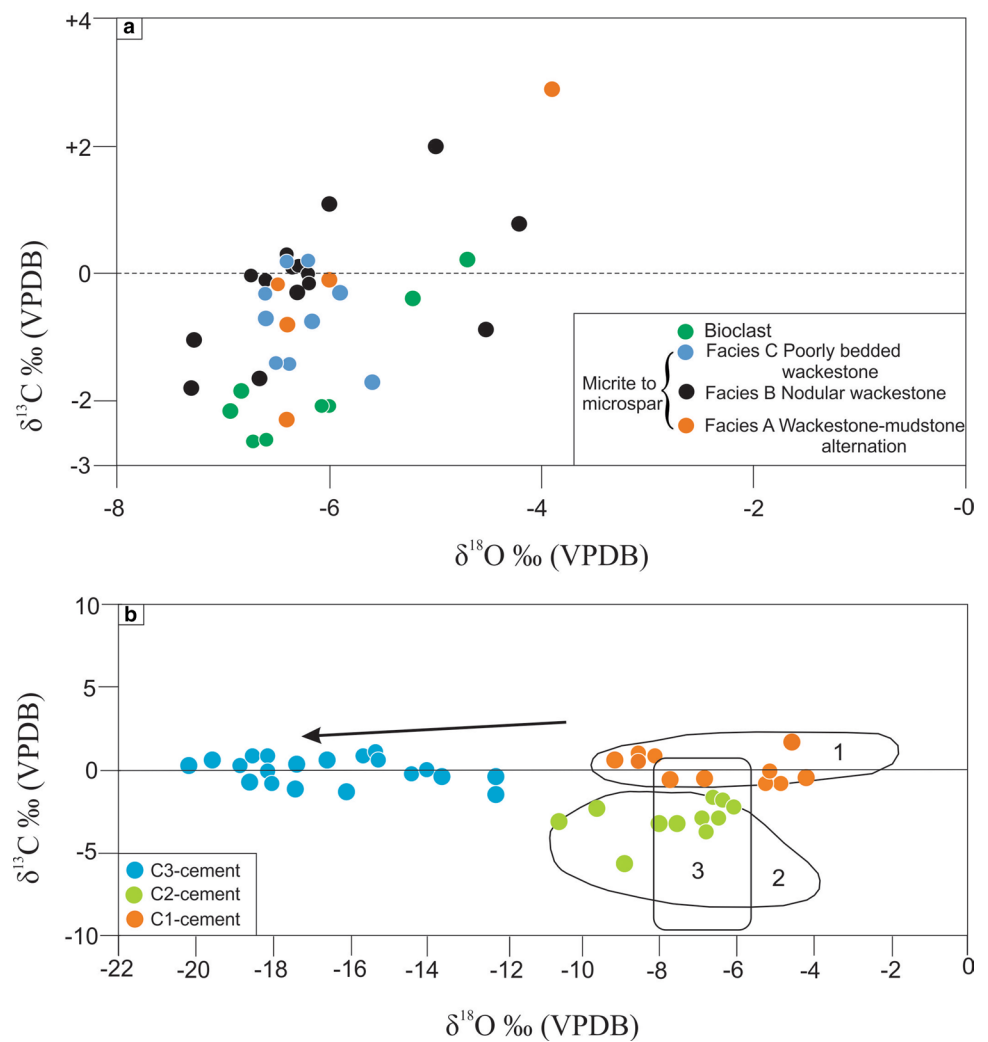 a
+4
+2
0
-2
-3
δ¹³C ‰ (VPDB)
-8
-6
-4
-2
-0
δ¹⁸O ‰ (VPDB)
Bioclast
Facies C Poorly bedded
wackestone
Micrite to
microspar
Facies B Nodular wackestone
Facies A Wackestone-mudstone
alternation
b
10
5
0
-5
-10
δ¹³C ‰ (VPDB)
1
2
3
C3-cement
C2-cement
C1-cement
-22
-20
-18
-16
-14
-12
-10
-8
-6
-4
-2
0
δ¹⁸O ‰ (VPDB)